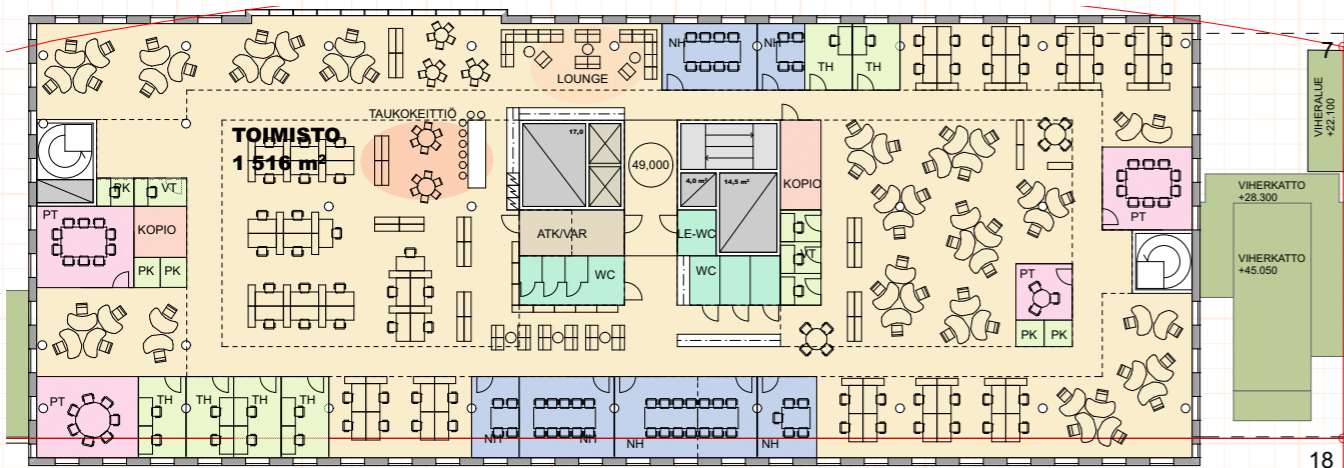 7
NH
NH
TH
TH
LOUNGE
VIHERALUE
+22.100
TAUKOKEITTIÖ
TOIMISTO
1 516 m²
17,0
49,000
4,0 m²
14,5 m²
KOPIO
PK
VT
PT
KOPIO
PK
PK
ATK/VAR
WC
LE-WC
WC
VT
PT
PT
PK
PK
VIHERKATTO
+28.300
VIHERKATTO
+45.050
PT
TH
TH
TH
TH
NH
NH
NH
NH
18